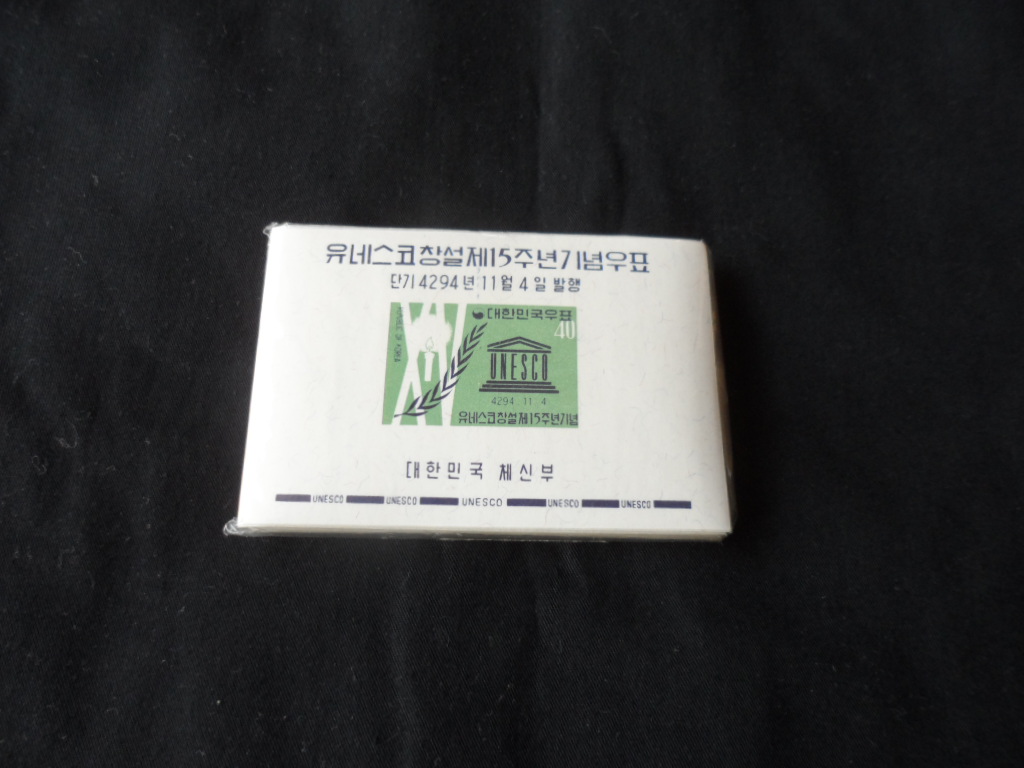 유네스코창설제15주년기념우표
단기 4294년 11월 4일 발행
REPUBLIC OF KOREA
대한민국우표
40
UNESCO
4294 11 4
유네스코창설제15주년기념
대한민국 체신부
UNESCO UNESCO UNESCO UNESCO UNESCO